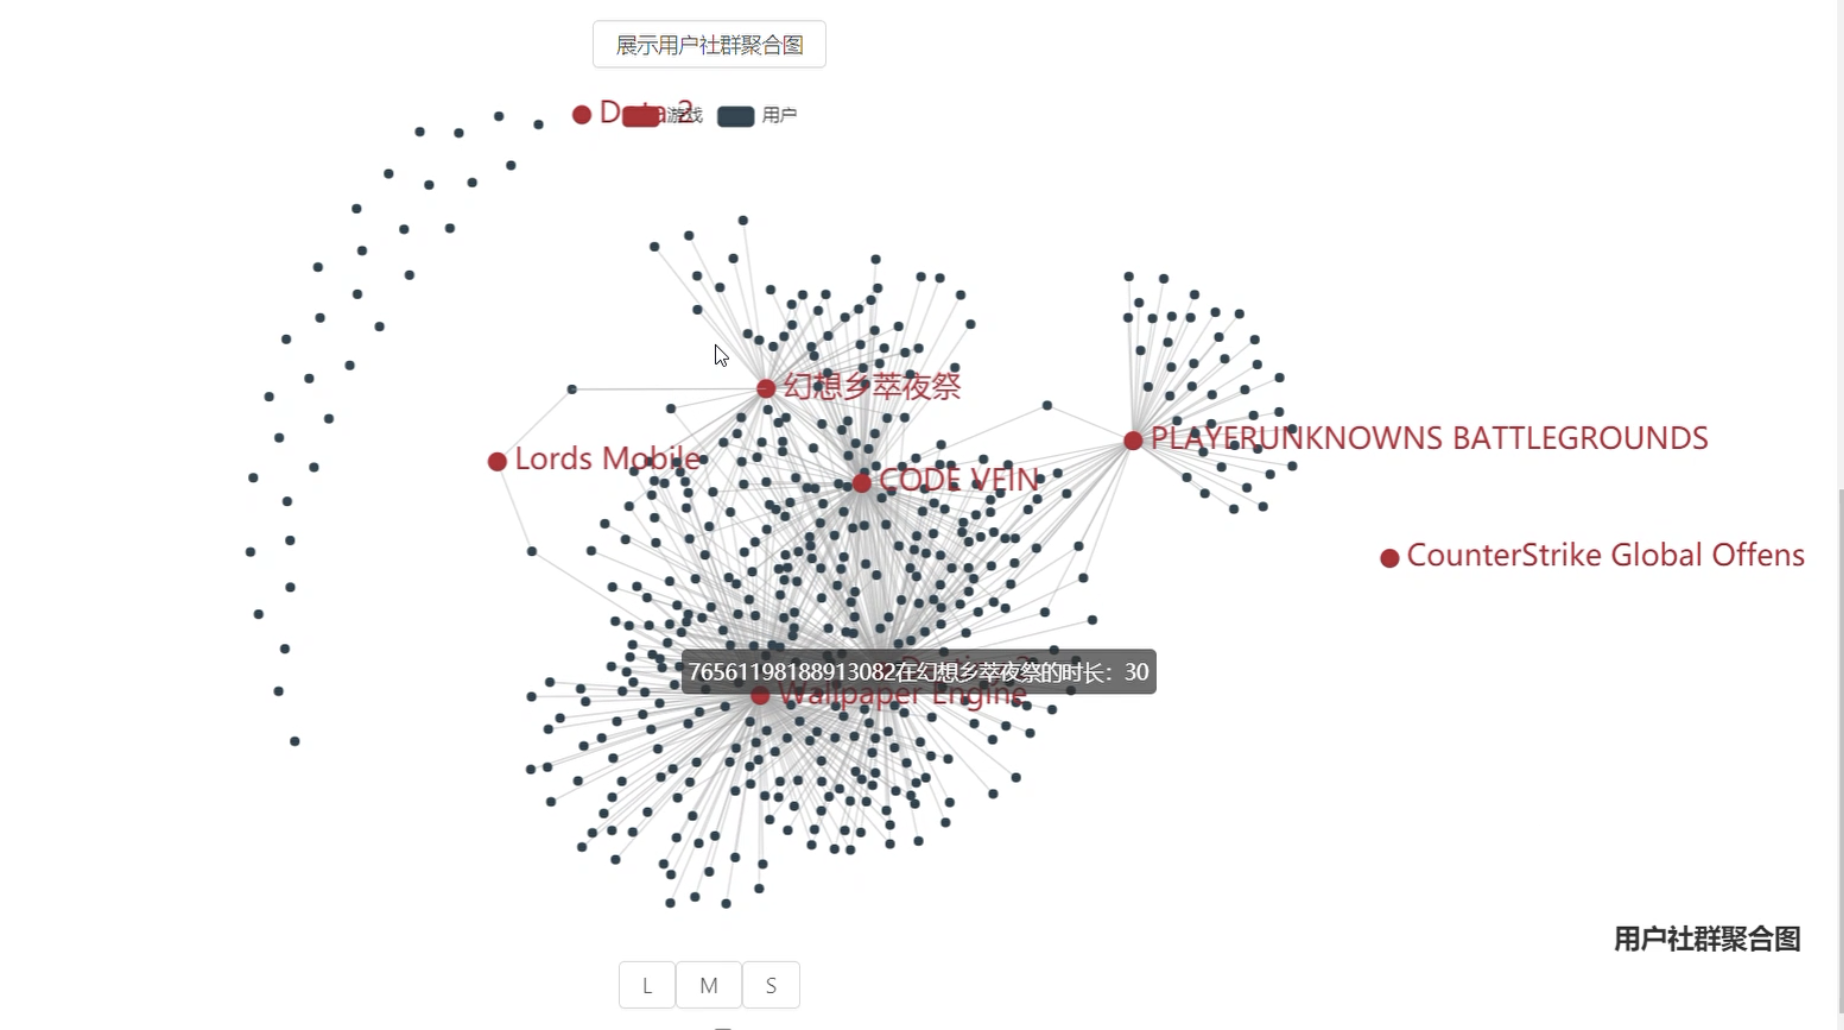 展示用户社群聚合图
Dota 2
游戏
用户
幻想乡萃夜祭
PLAYERUNKNOWNS BATTLEGROUNDS
Lords Mobile
CODE VEIN
CounterStrike Global Offens
76561198188913082在幻想乡萃夜祭的时长：30
Wallpaper Engine
用户社群聚合图
L
M
S